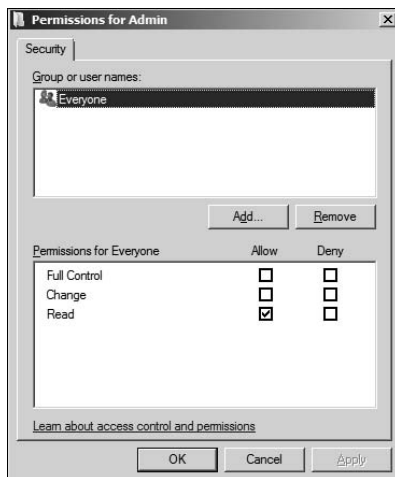 Permissions for Admin
Security
Group or user names:
Everyone
Add...
Remove
Permissions for Everyone Allow Deny
Full Control
Change
Read
Learn about access control and permissions
OK Cancel Apply